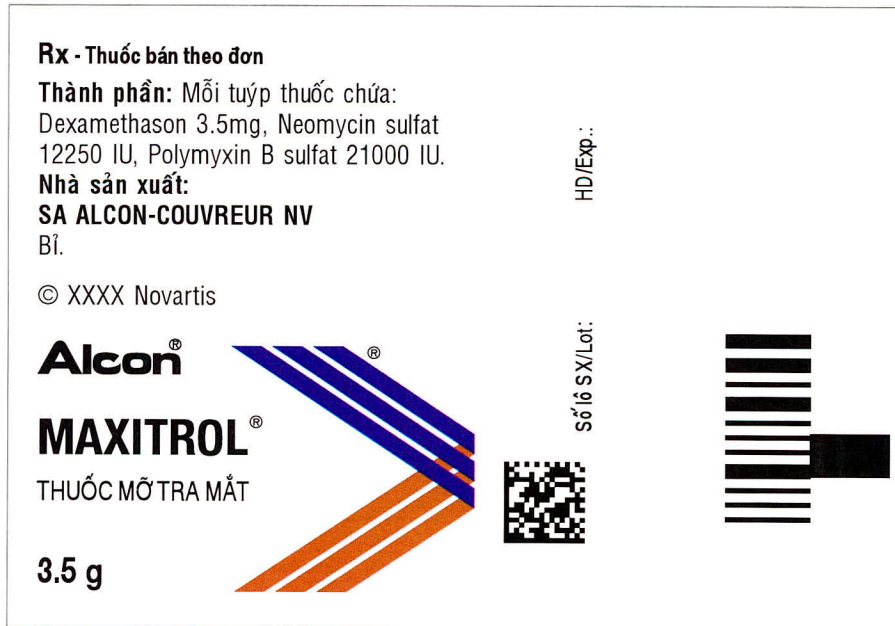 Rx - Thuốc bán theo đơn
Thành phần: Mỗi tuýp thuốc chứa:
Dexamethason 3.5mg, Neomycin sulfat
12250 IU, Polymyxin B sulfat 21000 IU.
Nhà sản xuất:
SA ALCON-COUVREUR NV
Bỉ.
© XXXX Novartis
Alcon®
®
MAXITROL®
THUỐC MỠ TRA MẮT
3.5 g
HD/Exp.:
Số lô SX/Lot: